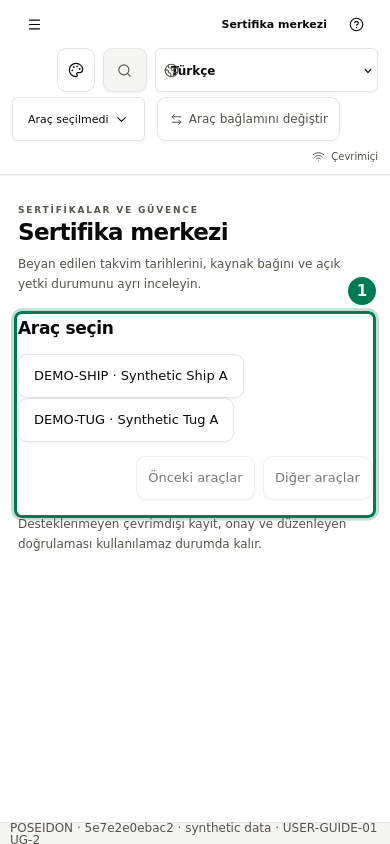 Sertifika merkezi
Türkçe
Araç seçilmedi
Araç bağlamını değiştir
Çevrimiçi
SERTİFİKALAR VE GÜVENCE
Sertifika merkezi
Beyan edilen takvim tarihlerini, kaynak bağını ve açık
yetki durumunu ayrı inceleyin.
1
Araç seçin
DEMO-SHIP · Synthetic Ship A
DEMO-TUG · Synthetic Tug A
Önceki araçlar
Diğer araçlar
Desteklenmeyen çevrimdışı kayıt, onay ve düzenleyen
doğrulaması kullanılamaz durumda kalır.
POSEIDON · 5e7e2e0ebac2 · synthetic data · USER-GUIDE-01
UG-2